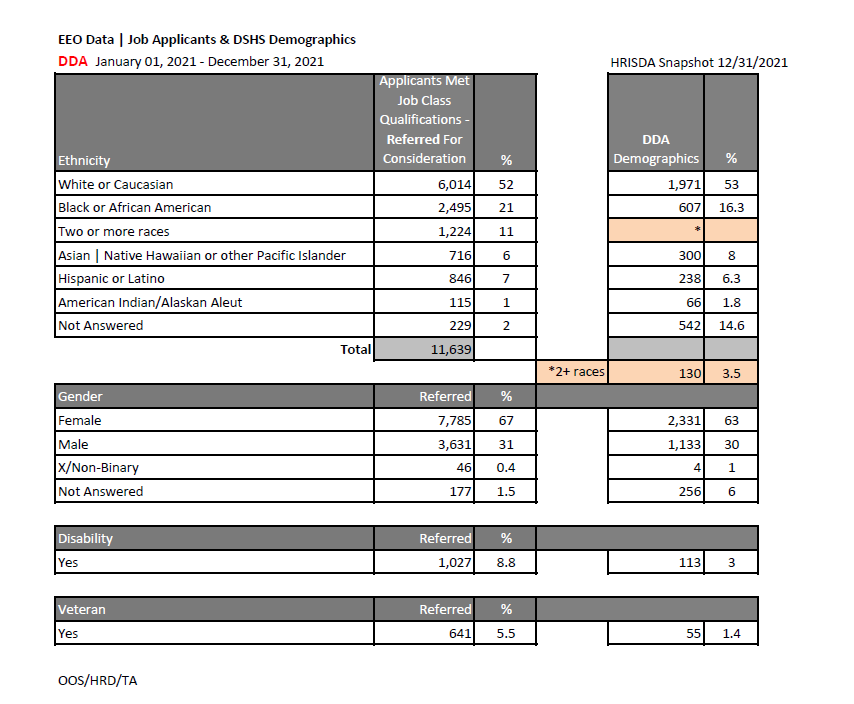 EEO Data | Job Applicants & DSHS Demographics
DDA January 01, 2021 - December 31, 2021 HRISDA Snapshot 12/31/2021
Applicants Met
Job Class
Qualifications -
Referred For DDA
Ethnicity Consideration % Demographics %
White or Caucasian 6,014 52 1,971 53
Black or African American 2,495 21 607 16.3
Two or more races 1,224 11 *
Asian | Native Hawaiian or other Pacific Islander 716 6 300 8
Hispanic or Latino 846 7 238 6.3
American Indian/Alaskan Aleut 115 1 66 1.8
Not Answered 229 2 542 14.6
Total 11,639
*2+ races 130 3.5
Gender Referred %
Female 7,785 67 2,331 63
Male 3,631 31 1,133 30
X/Non-Binary 46 0.4 4 1
Not Answered 177 1.5 256 6
Disability Referred %
Yes 1,027 8.8 113 3
Veteran Referred %
Yes 641 5.5 55 1.4
OOS/HRD/TA